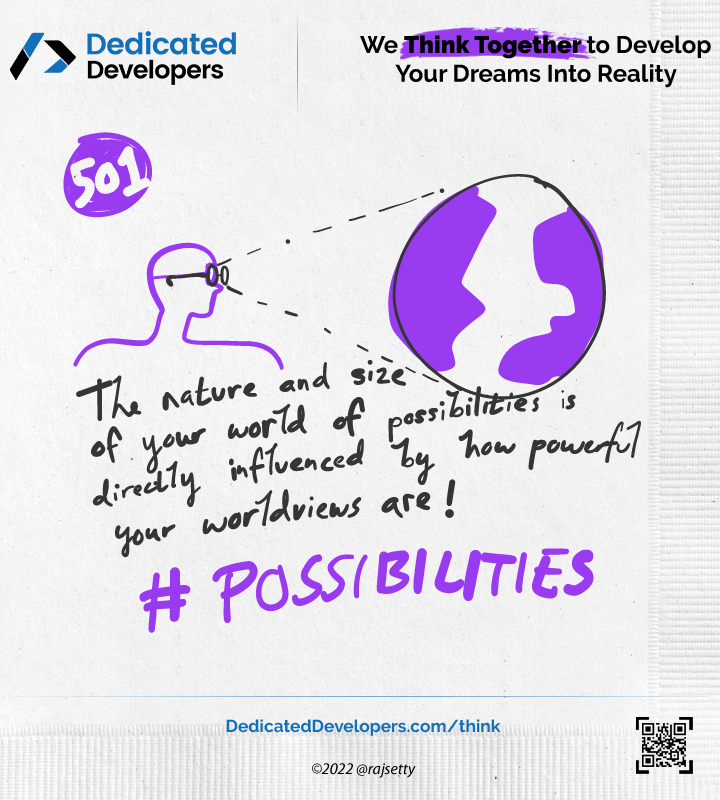 Dedicated
Developers
We Think Together to Develop
Your Dreams Into Reality
501
The nature and size
of your world of possibilities is
directly influenced by how powerful
your worldviews are!
# POSSIBILITIES
DedicatedDevelopers.com/think
©2022 @rajsetty